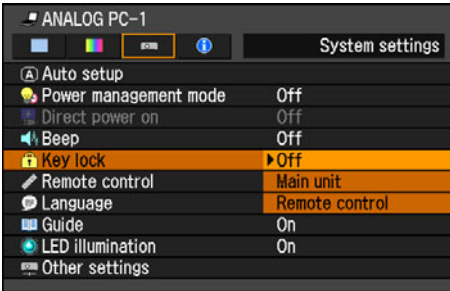 ANALOG PC-1
System settings
A Auto setup
Power management mode Off
Direct power on Off
Beep Off
Key lock Off
Remote control Main unit
Language Remote control
Guide On
LED illumination On
Other settings